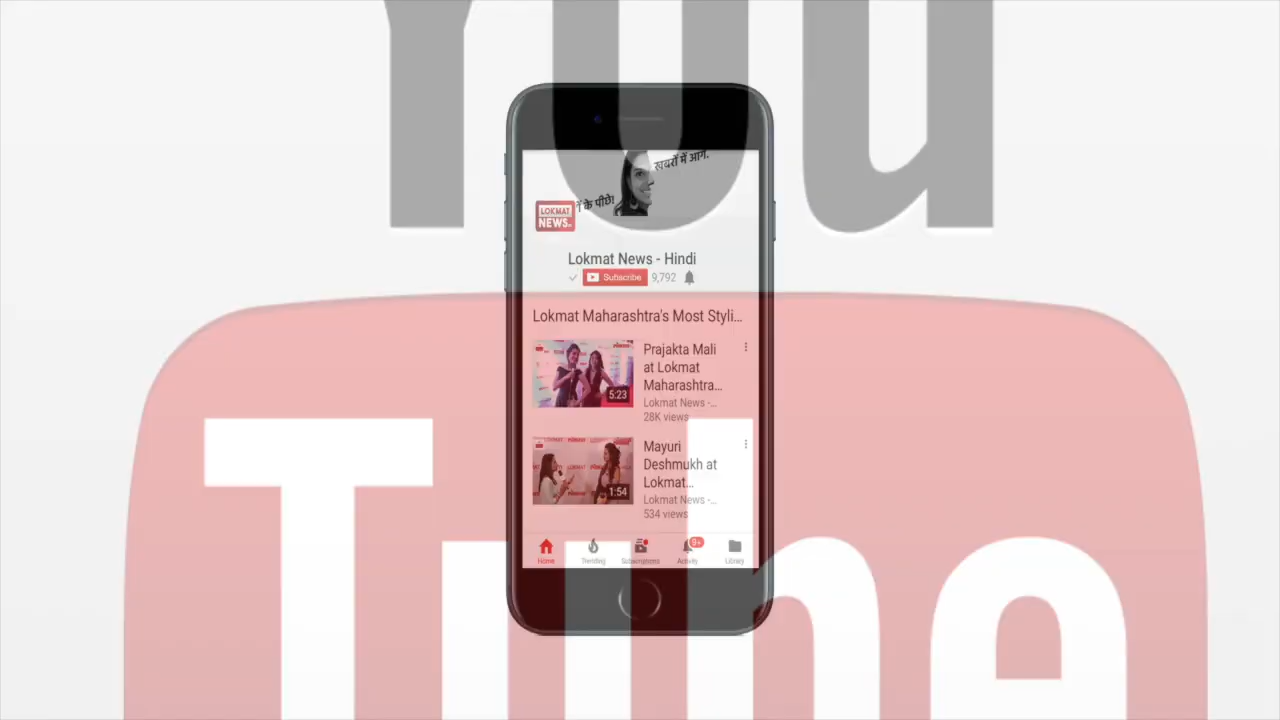 You
Tube
खबरों में आगे.
के पीछे!
LOKMAT
NEWS
Lokmat News - Hindi
Subscribe 9,792
Lokmat Maharashtra's Most Styli...
Prajakta Mali
at Lokmat
Maharashtra...
Lokmat News -...
28K views
5:23
Mayuri
Deshmukh at
Lokmat...
Lokmat News -...
534 views
1:54
9+
Home Trending Subscriptions Activity Library